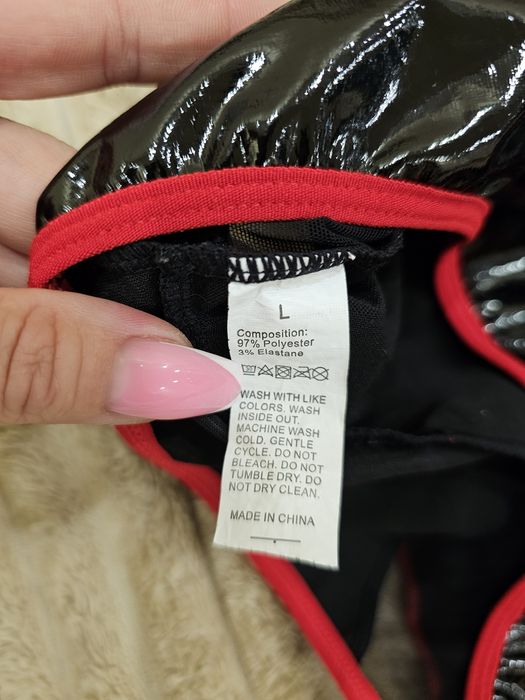 L
Composition:
97% Polyester
3% Elastane
WASH WITH LIKE
COLORS. WASH
INSIDE OUT.
MACHINE WASH
COLD. GENTLE
CYCLE. DO NOT
BLEACH. DO NOT
TUMBLE DRY. DO
NOT DRY CLEAN.
MADE IN CHINA